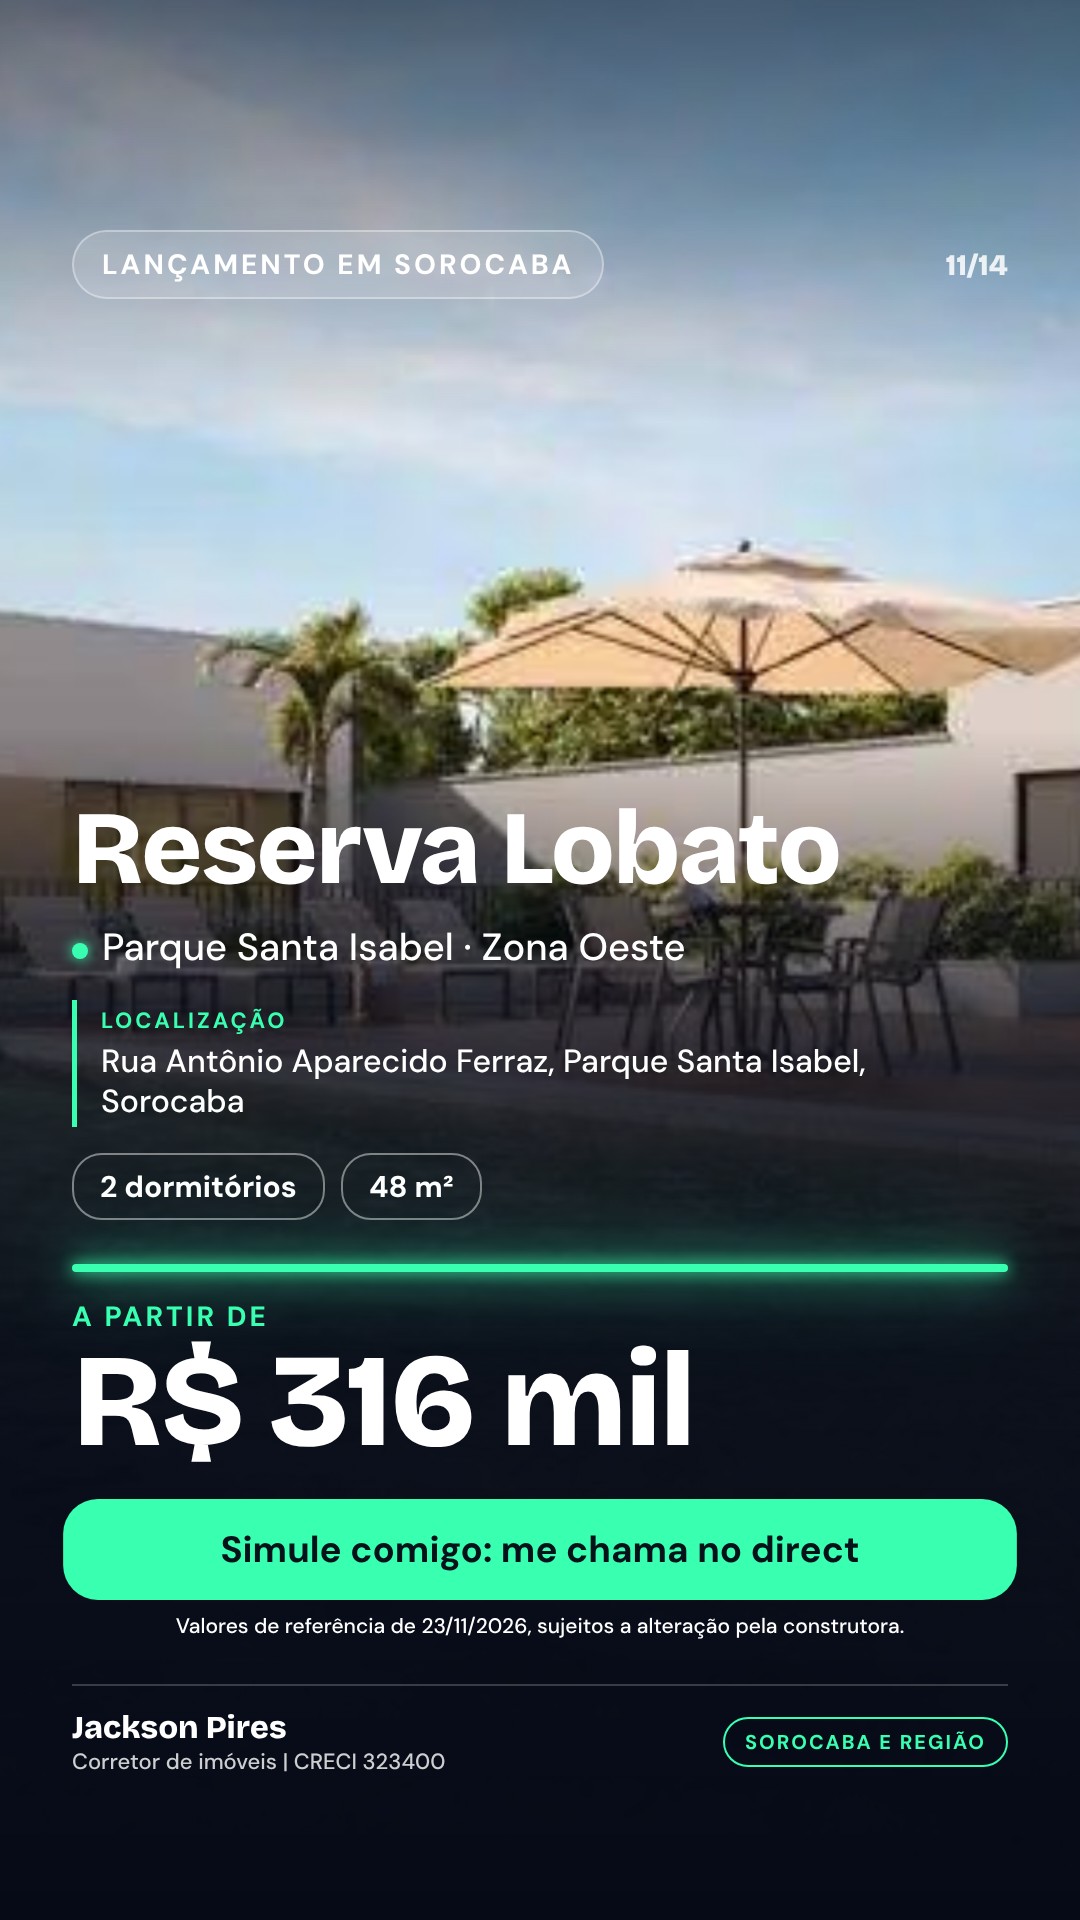 LANÇAMENTO EM SOROCABA
11/14
Reserva Lobato
Parque Santa Isabel · Zona Oeste
LOCALIZAÇÃO
Rua Antônio Aparecido Ferraz, Parque Santa Isabel,
Sorocaba
2 dormitórios
48 m²
A PARTIR DE
R$ 316 mil
Simule comigo: me chama no direct
Valores de referência de 23/11/2026, sujeitos a alteração pela construtora.
Jackson Pires
Corretor de imóveis | CRECI 323400
SOROCABA E REGIÃO